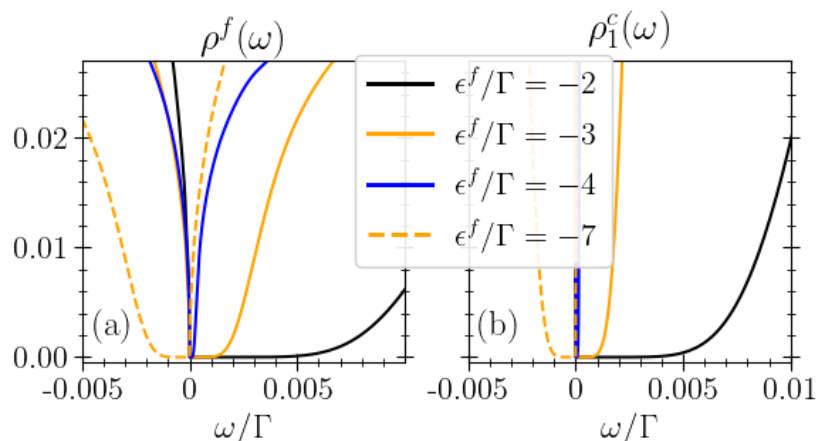 ρ^f(ω)
ρ_1^c(ω)
ϵ^f/Γ = −2
ϵ^f/Γ = −3
ϵ^f/Γ = −4
ϵ^f/Γ = −7
0.02
0.01
0.00
(a)
(b)
-0.005 0 0.005
-0.005 0 0.005 0.01
ω/Γ
ω/Γ